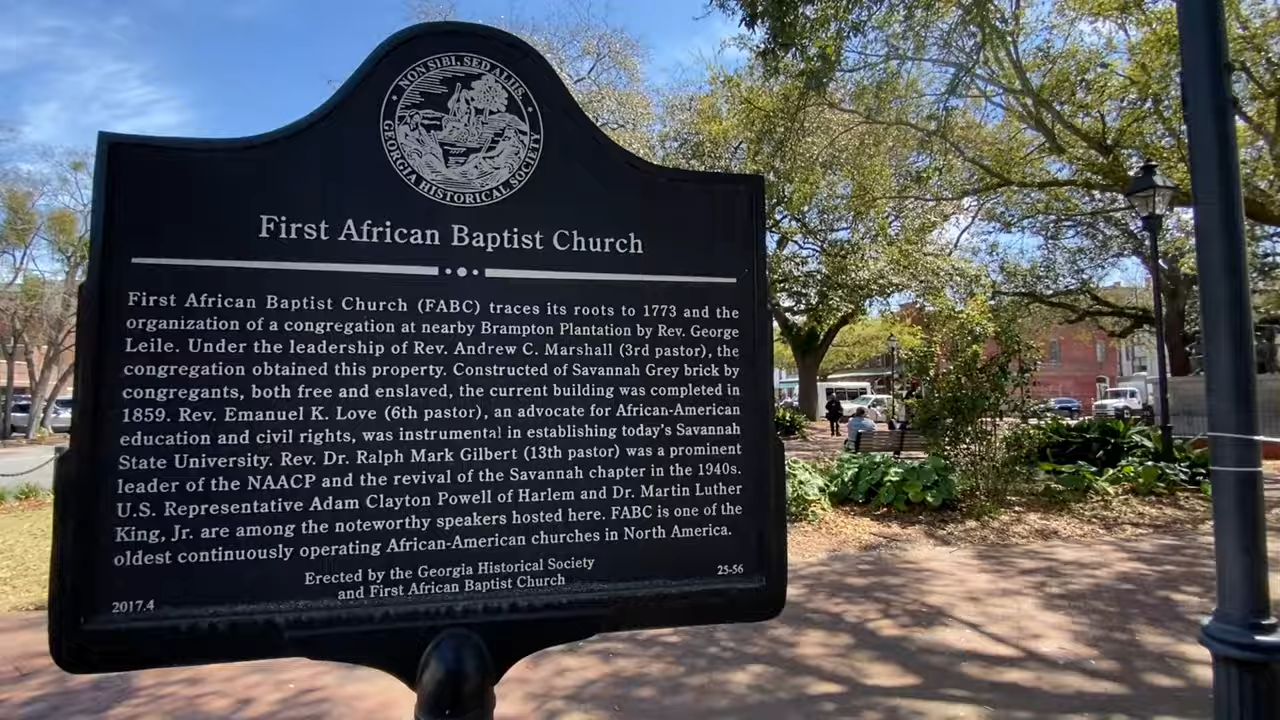 NON SIBI, SED ALIIS.
GEORGIA HISTORICAL SOCIETY
First African Baptist Church
First African Baptist Church (FABC) traces its roots to 1773 and the
organization of a congregation at nearby Brampton Plantation by Rev. George
Leile. Under the leadership of Rev. Andrew C. Marshall (3rd pastor), the
congregation obtained this property. Constructed of Savannah Grey brick by
congregants, both free and enslaved, the current building was completed in
1859. Rev. Emanuel K. Love (6th pastor), an advocate for African-American
education and civil rights, was instrumental in establishing today's Savannah
State University. Rev. Dr. Ralph Mark Gilbert (13th pastor) was a prominent
leader of the NAACP and the revival of the Savannah chapter in the 1940s.
U.S. Representative Adam Clayton Powell of Harlem and Dr. Martin Luther
King, Jr. are among the noteworthy speakers hosted here. FABC is one of the
oldest continuously operating African-American churches in North America.
Erected by the Georgia Historical Society
and First African Baptist Church
25-56
2017.4